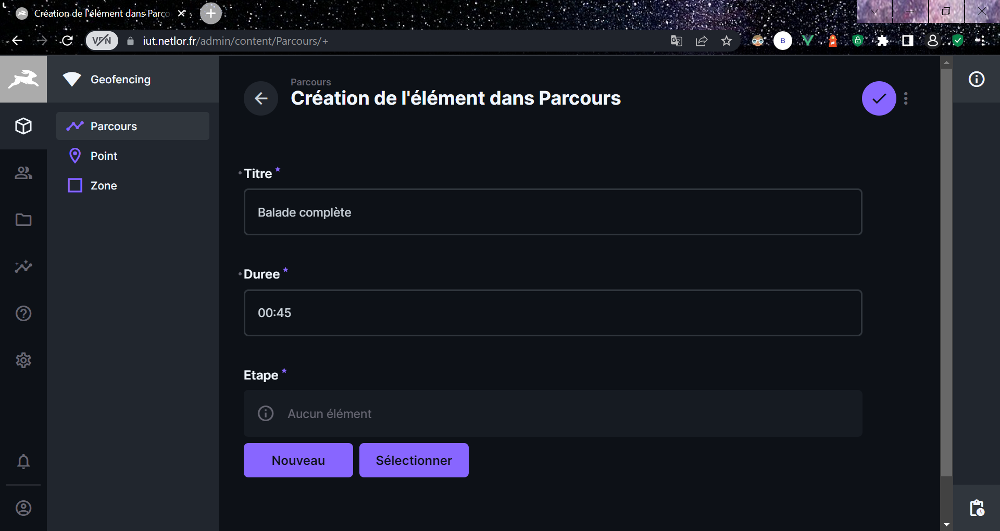 Création de l'élément dans Parco
VPN
iut.netlor.fr/admin/content/Parcours/+
B
Geofencing
Parcours
Point
Zone
Parcours
Création de l'élément dans Parcours
Titre *
Balade complète
Duree *
00:45
Etape *
Aucun élément
Nouveau
Sélectionner